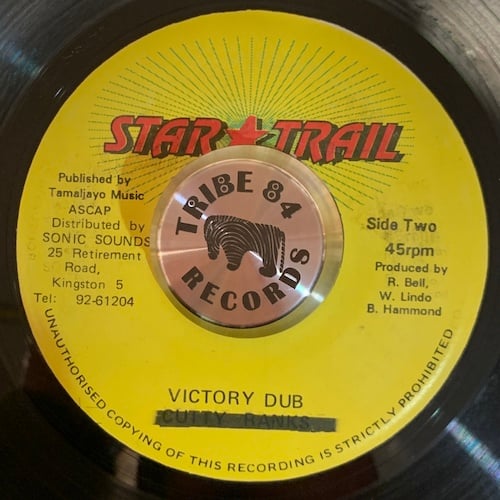 STAR TRAIL
Published by
Tamaljayo Music
ASCAP
Distributed by
SONIC SOUNDS
25 Retirement
Road,
Kingston 5
Tel: 92-61204
TRIBE 84
RECORDS
Side Two
45rpm
Produced by
R. Bell,
W. Lindo
B. Hammond
VICTORY DUB
CUTTY RANKS
UNAUTHORISED COPYING OF THIS RECORDING IS STRICTLY PROHIBITED